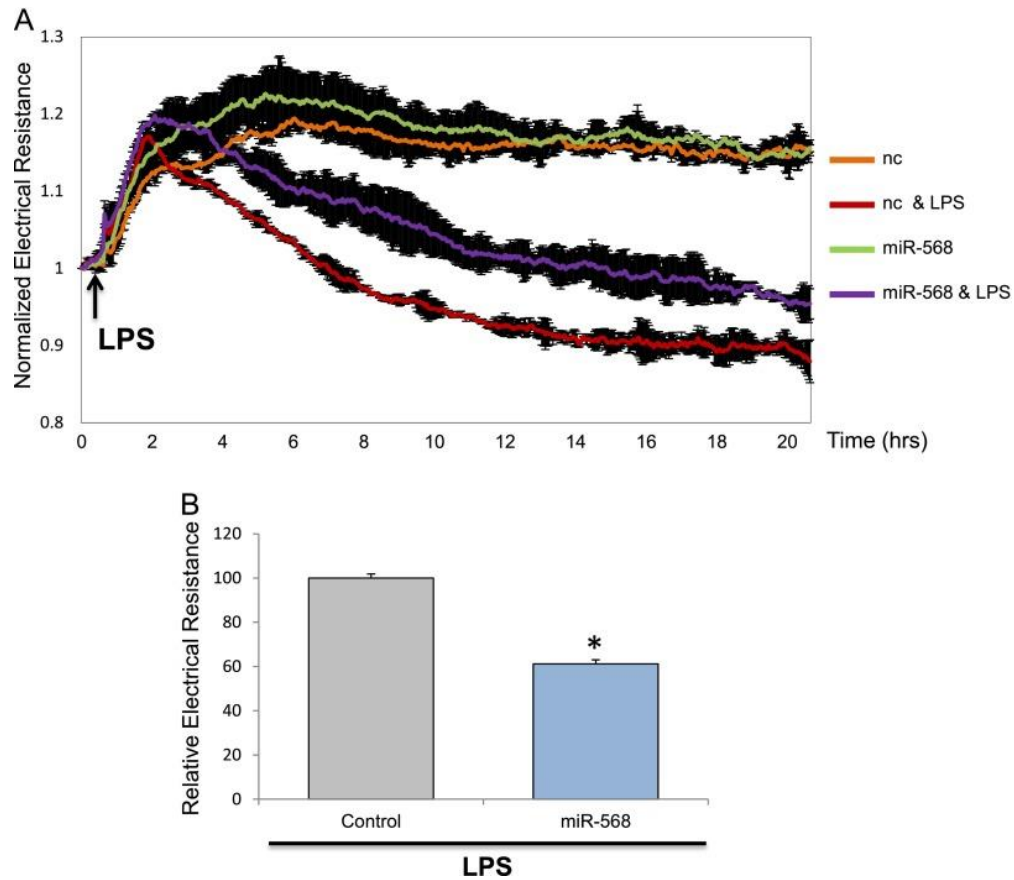 A
Normalized Electrical Resistance
1.3
1.2
1.1
1
0.9
0.8
LPS
0 2 4 6 8 10 12 14 16 18 20
Time (hrs)
nc
nc & LPS
miR-568
miR-568 & LPS
B
Relative Electrical Resistance
120
100
80
60
40
20
0
*
Control miR-568
LPS